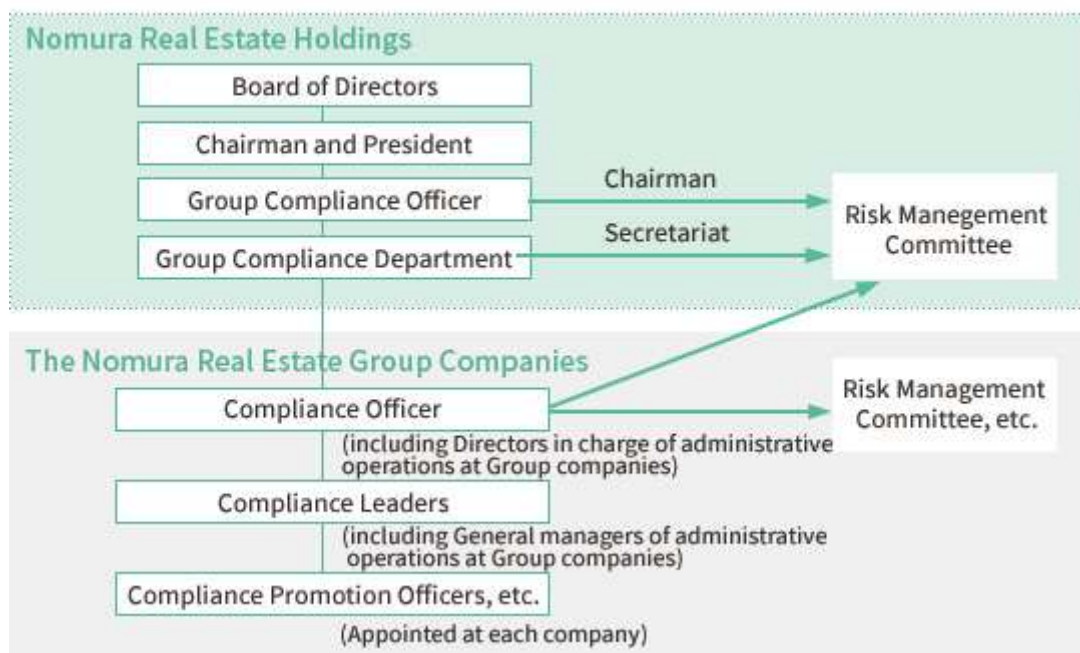 Nomura Real Estate Holdings
Board of Directors
Chairman and President
Group Compliance Officer
Chairman
Group Compliance Department
Secretariat
Risk Manegement
Committee
The Nomura Real Estate Group Companies
Compliance Officer
(including Directors in charge of administrative
operations at Group companies)
Risk Management
Committee, etc.
Compliance Leaders
(including General managers of administrative
operations at Group companies)
Compliance Promotion Officers, etc.
(Appointed at each company)